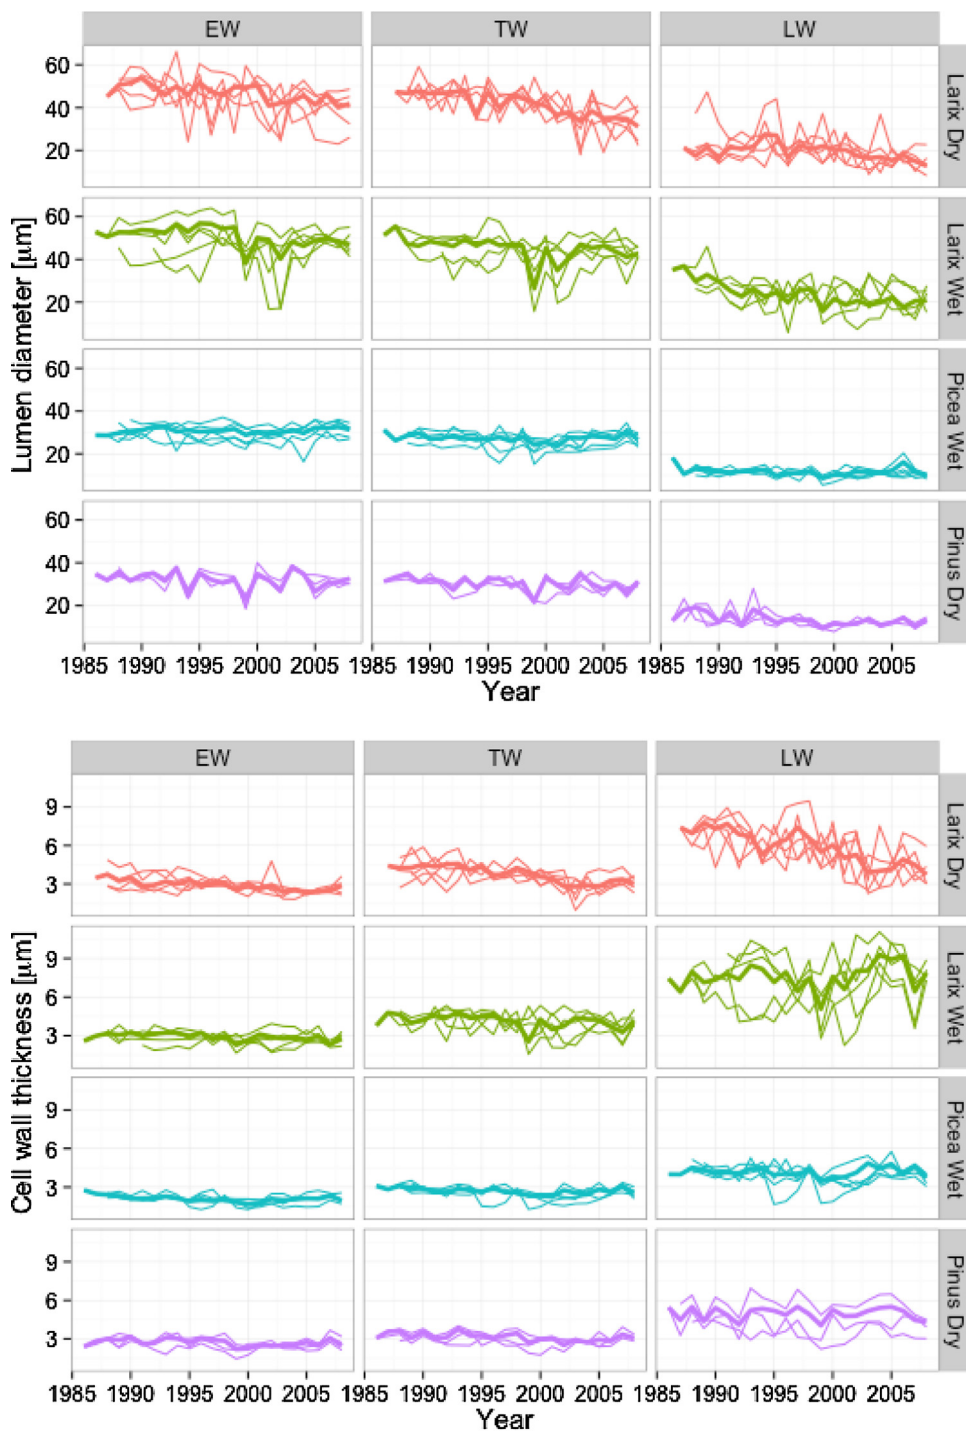 EW TW LW
60
40
20
Larix Dry
60
40
20
Larix Wet
60
40
20
Picea Wet
60
40
20
Pinus Dry
Lumen diameter [μm]
1985 1990 1995 2000 2005 1985 1990 1995 2000 2005 1985 1990 1995 2000 2005
Year
EW TW LW
9
6
3
Larix Dry
9
6
3
Larix Wet
9
6
3
Picea Wet
9
6
3
Pinus Dry
Cell wall thickness [μm]
1985 1990 1995 2000 2005 1985 1990 1995 2000 2005 1985 1990 1995 2000 2005
Year